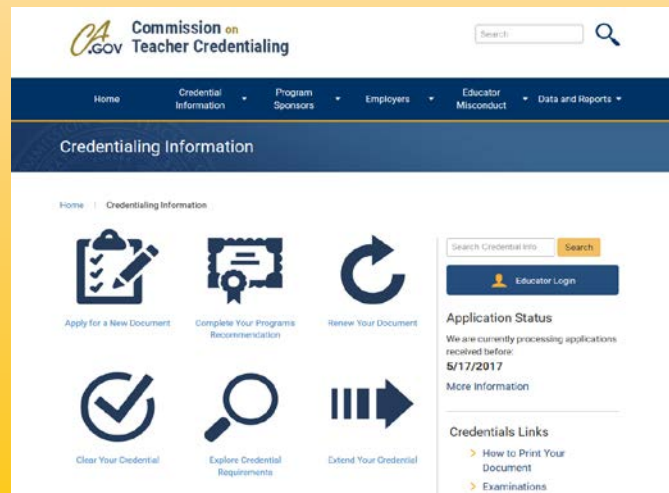 CA.GOV
Commission on
Teacher Credentialing
Search
Home
Credential
Information
Program
Sponsors
Employers
Educator
Misconduct
Data and Reports
Credentialing Information
Home
Credentialing Information
Apply for a New Document
Complete Your Programs
Recommendation
Renew Your Document
Clear Your Credential
Explore Credential
Requirements
Extend Your Credential
Search Credential Info
Search
Educator Login
Application Status
We are currently processing applications
received before:
5/17/2017
More Information
Credentials Links
> How to Print Your
Document
> Examinations